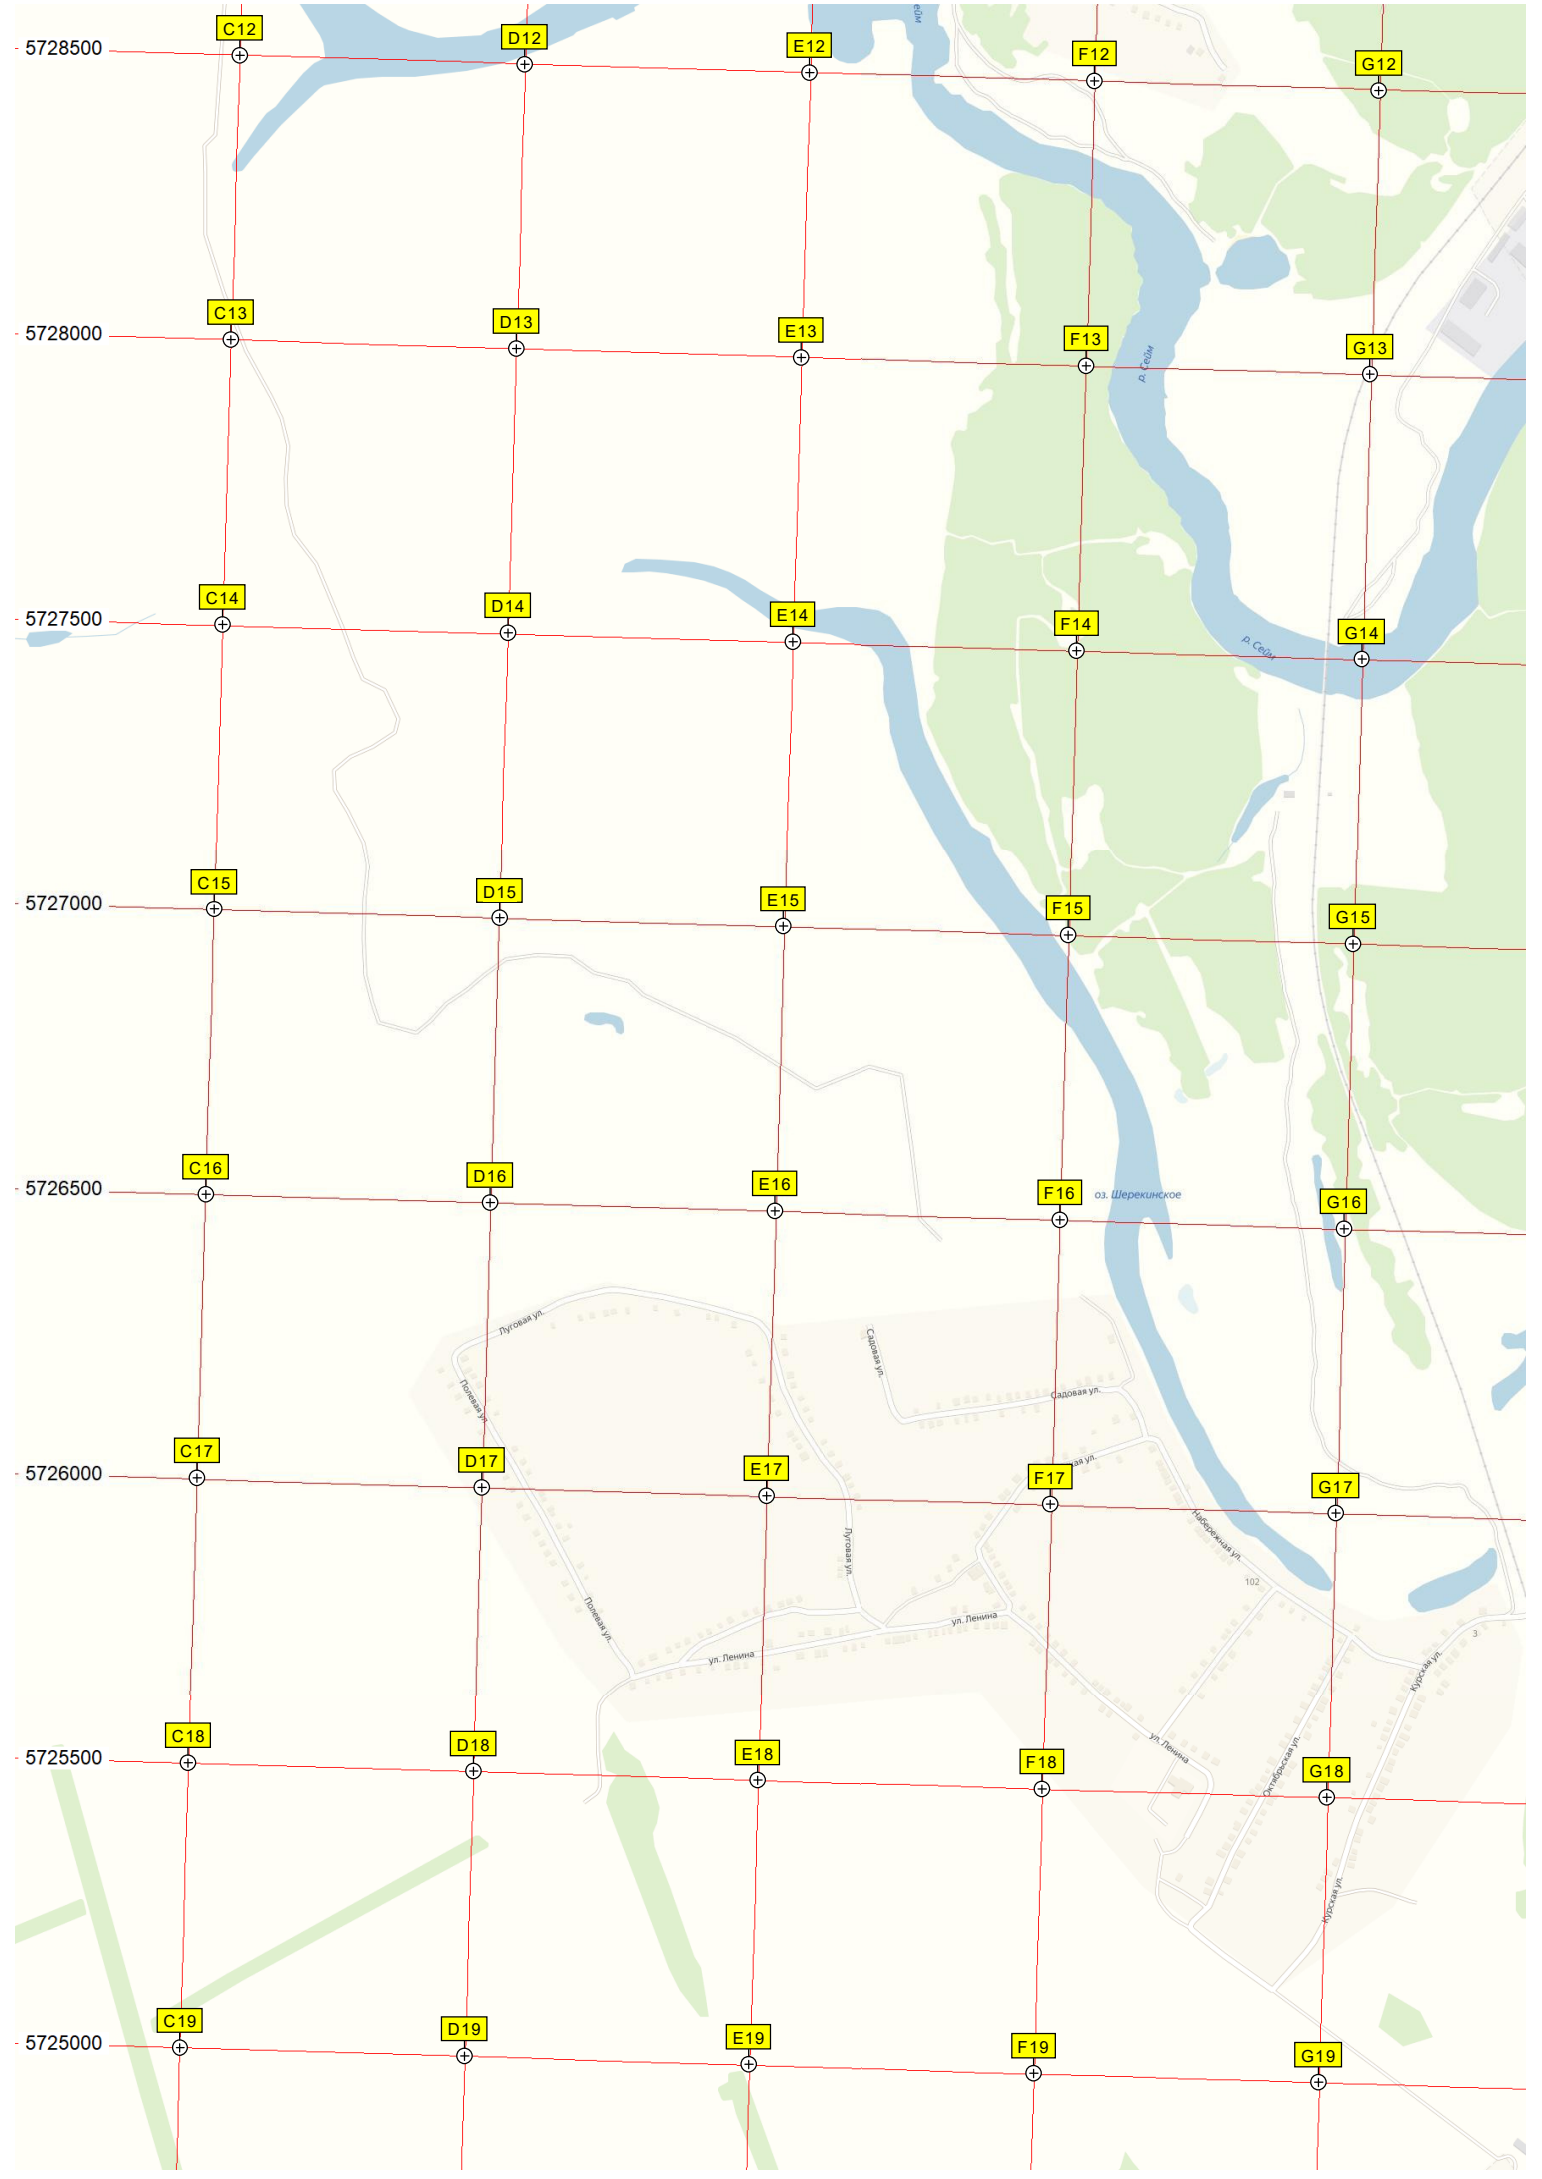 ейм
C12
D12
E12
F12
G12
5728500
C13
D13
E13
F13
G13
5728000
р. Сейм
C14
D14
E14
F14
G14
5727500
р. Сейм
C15
D15
E15
F15
G15
5727000
C16
D16
E16
F16
G16
5726500
оз. Шерекинское
Луговая ул.
Садовая ул.
Полевая ул.
Садовая ул.
C17
D17
E17
F17
G17
5726000
кая ул.
Луговая ул.
Набережная ул.
102
Полевая ул.
ул. Ленина
ул. Ленина
3
Курская ул.
C18
D18
E18
F18
G18
5725500
ул. Ленина
Октябрьская ул.
Курская ул.
C19
D19
E19
F19
G19
5725000